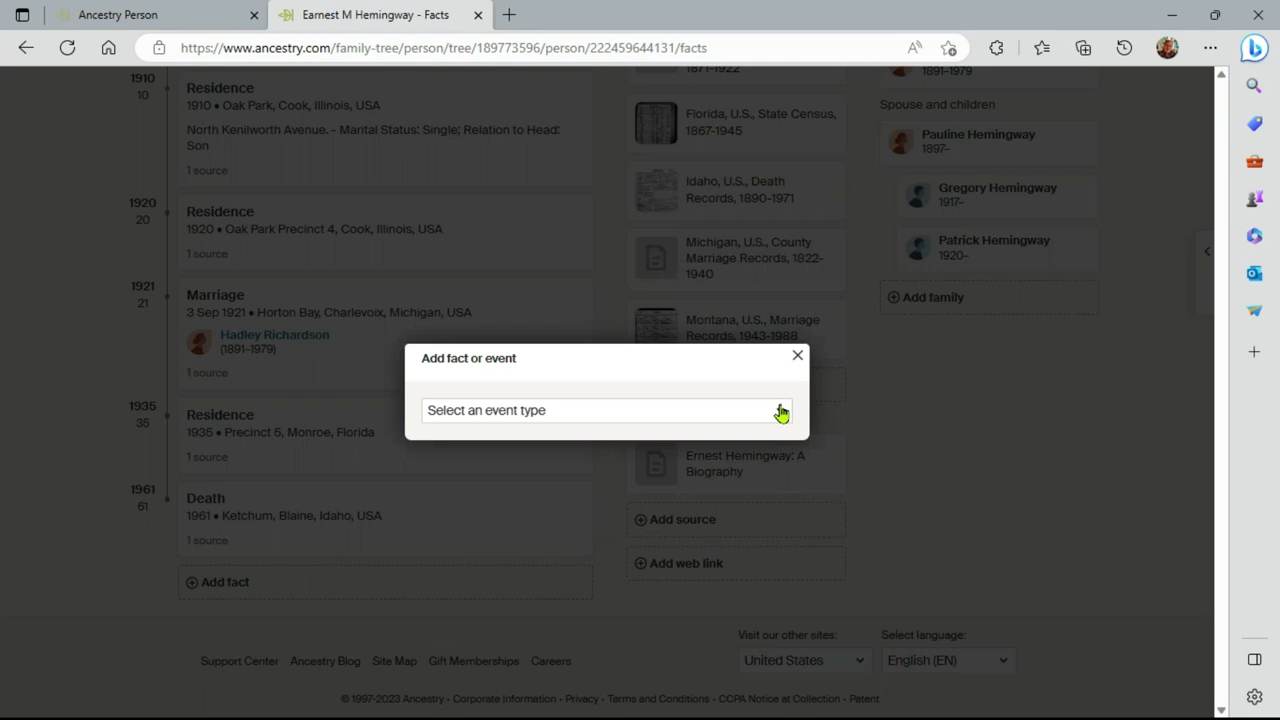 Ancestry Person
Earnest M Hemingway - Facts
https://www.ancestry.com/family-tree/person/tree/189773596/person/222459644131/facts
1910
10
Residence
1910 • Oak Park, Cook, Illinois, USA
North Kenilworth Avenue. - Marital Status: Single; Relation to Head:
Son
1 source
1920
20
Residence
1920 • Oak Park Precinct 4, Cook, Illinois, USA
1 source
1921
21
Marriage
3 Sep 1921 • Horton Bay, Charlevoix, Michigan, USA
Hadley Richardson
(1891–1979)
1 source
1935
35
Residence
1935 • Precinct 5, Monroe, Florida
1 source
1961
61
Death
1961 • Ketchum, Blaine, Idaho, USA
1 source
Add fact
1871-1922
Florida, U.S., State Census,
1867-1945
Idaho, U.S., Death
Records, 1890-1971
Michigan, U.S., County
Marriage Records, 1822-
1940
Montana, U.S., Marriage
Records, 1943-1988
Ernest Hemingway: A
Biography
Add source
Add web link
1891–1979
Spouse and children
Pauline Hemingway
1897–
Gregory Hemingway
1917–
Patrick Hemingway
1920–
Add family
Add fact or event
Select an event type
Visit our other sites:
United States
Select language:
English (EN)
Support Center
Ancestry Blog
Site Map
Gift Memberships
Careers
© 1997-2023 Ancestry - Corporate Information - Privacy - Terms and Conditions - CCPA Notice at Collection - Patent